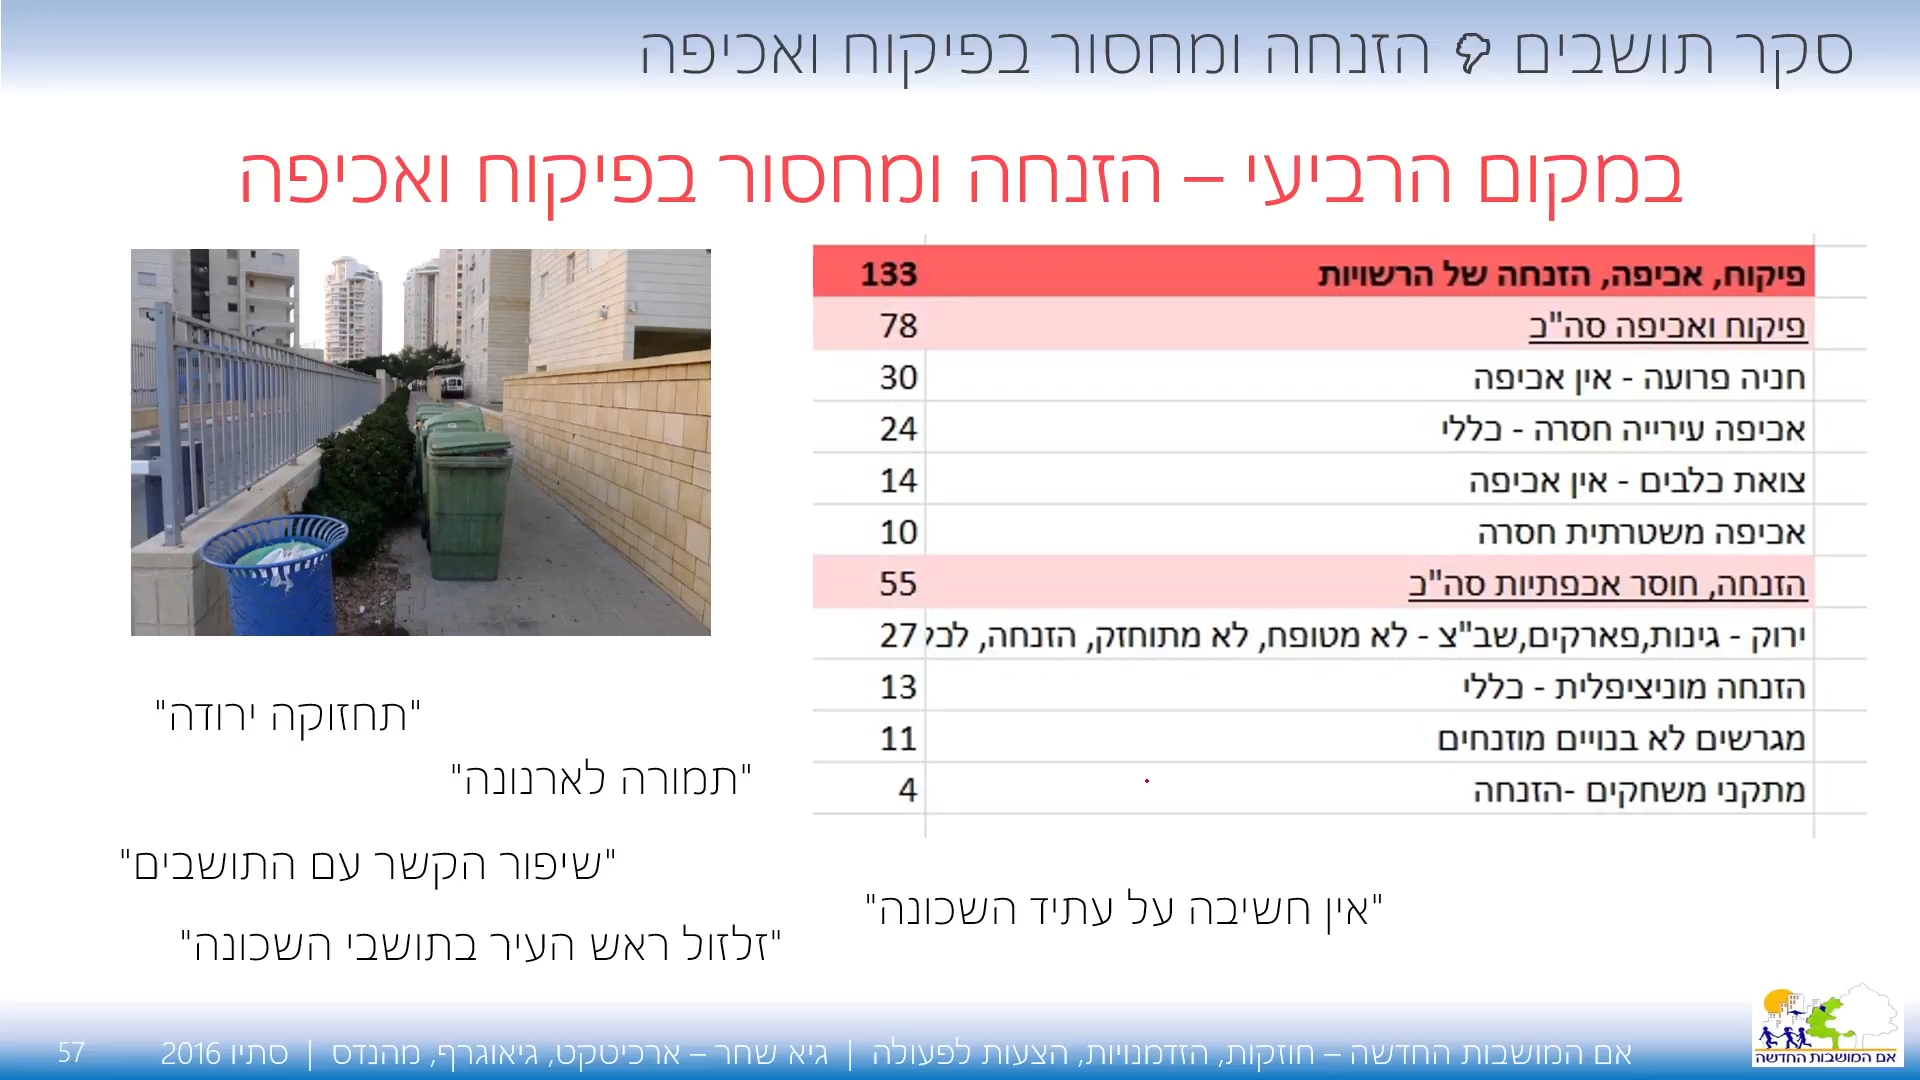 סקר תושבים 👎 הזנחה ומחסור בפיקוח ואכיפה
במקום הרביעי – הזנחה ומחסור בפיקוח ואכיפה
פיקוח, אכיפה, הזנחה של הרשויות 133
פיקוח ואכיפה סה"כ 78
חניה פרועה - אין אכיפה 30
אכיפה עירייה חסרה - כללי 24
צואת כלבים - אין אכיפה 14
אכיפה משטרתית חסרה 10
הזנחה, חוסר אכפתיות סה"כ 55
ירוק - גינות,פארקים,שב"צ - לא מטופח, לא מתוחזק, הזנחה, 27
הזנחה מוניציפלית - כללי 13
מגרשים לא בנויים מוזנחים 11
מתקני משחקים -הזנחה 4
"תחזוקה ירודה"
"תמורה לארנונה"
"שיפור הקשר עם התושבים"
"אין חשיבה על עתיד השכונה"
"זלזול ראש העיר בתושבי השכונה"
אם המושבות החדשה
אם המושבות החדשה – חוזקות, הזדמנויות, הצעות לפעולה | גיא שחר – ארכיטקט, גיאוגרף, מהנדס | סתיו 2016
57